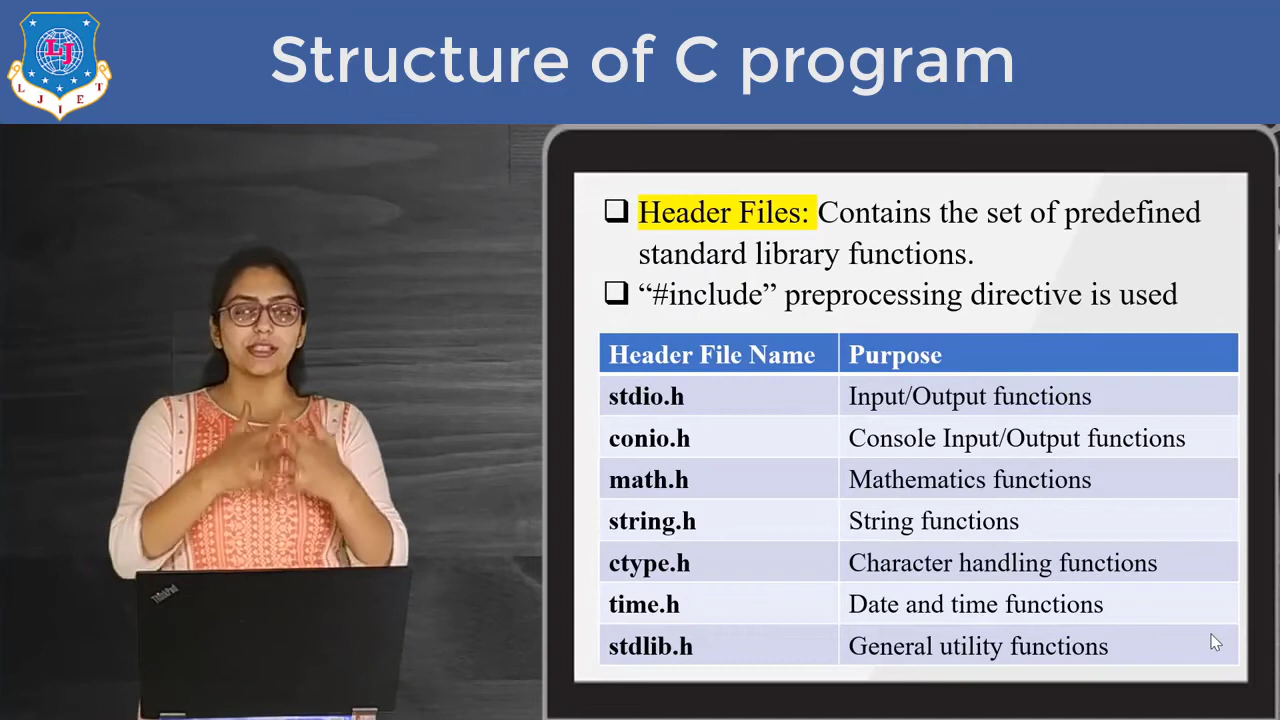 LJ
L J I E T
Structure of C program
❑ Header Files: Contains the set of predefined
standard library functions.
❑ “#include” preprocessing directive is used
Header File Name Purpose
stdio.h Input/Output functions
conio.h Console Input/Output functions
math.h Mathematics functions
string.h String functions
ctype.h Character handling functions
time.h Date and time functions
stdlib.h General utility functions
ThinkPad